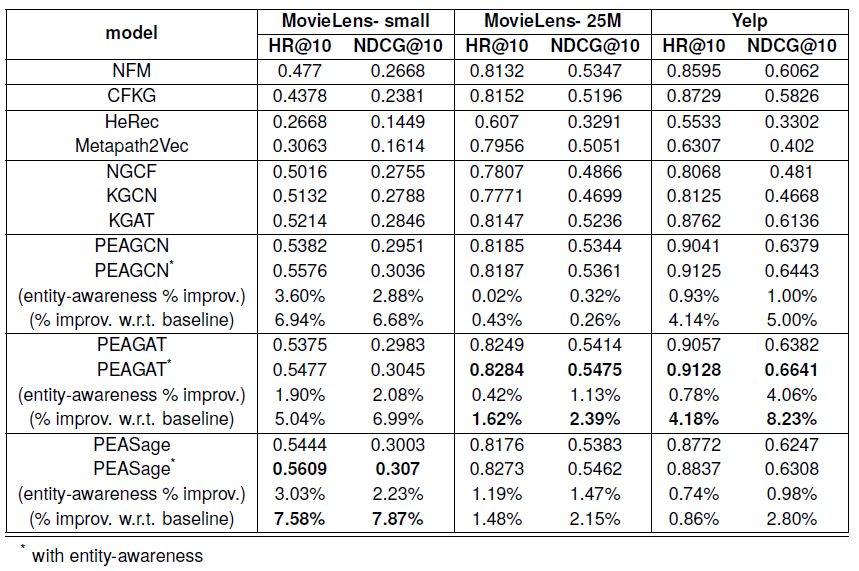 model MovieLens- small MovieLens- 25M Yelp
HR@10 NDCG@10 HR@10 NDCG@10 HR@10 NDCG@10
NFM 0.477 0.2668 0.8132 0.5347 0.8595 0.6062
CFKG 0.4378 0.2381 0.8152 0.5196 0.8729 0.5826
HeRec 0.2668 0.1449 0.607 0.3291 0.5533 0.3302
Metapath2Vec 0.3063 0.1614 0.7956 0.5051 0.6307 0.402
NGCF 0.5016 0.2755 0.7807 0.4866 0.8068 0.481
KGCN 0.5132 0.2788 0.7771 0.4699 0.8125 0.4668
KGAT 0.5214 0.2846 0.8147 0.5236 0.8762 0.6136
PEAGCN 0.5382 0.2951 0.8185 0.5344 0.9041 0.6379
PEAGCN* 0.5576 0.3036 0.8187 0.5361 0.9125 0.6443
(entity-awareness % improv.) 3.60% 2.88% 0.02% 0.32% 0.93% 1.00%
(% improv. w.r.t. baseline) 6.94% 6.68% 0.43% 0.26% 4.14% 5.00%
PEAGAT 0.5375 0.2983 0.8249 0.5414 0.9057 0.6382
PEAGAT* 0.5477 0.3045 0.8284 0.5475 0.9128 0.6641
(entity-awareness % improv.) 1.90% 2.08% 0.42% 1.13% 0.78% 4.06%
(% improv. w.r.t. baseline) 5.04% 6.99% 1.62% 2.39% 4.18% 8.23%
PEASage 0.5444 0.3003 0.8176 0.5383 0.8772 0.6247
PEASage* 0.5609 0.307 0.8273 0.5462 0.8837 0.6308
(entity-awareness % improv.) 3.03% 2.23% 1.19% 1.47% 0.74% 0.98%
(% improv. w.r.t. baseline) 7.58% 7.87% 1.48% 2.15% 0.86% 2.80%
* with entity-awareness